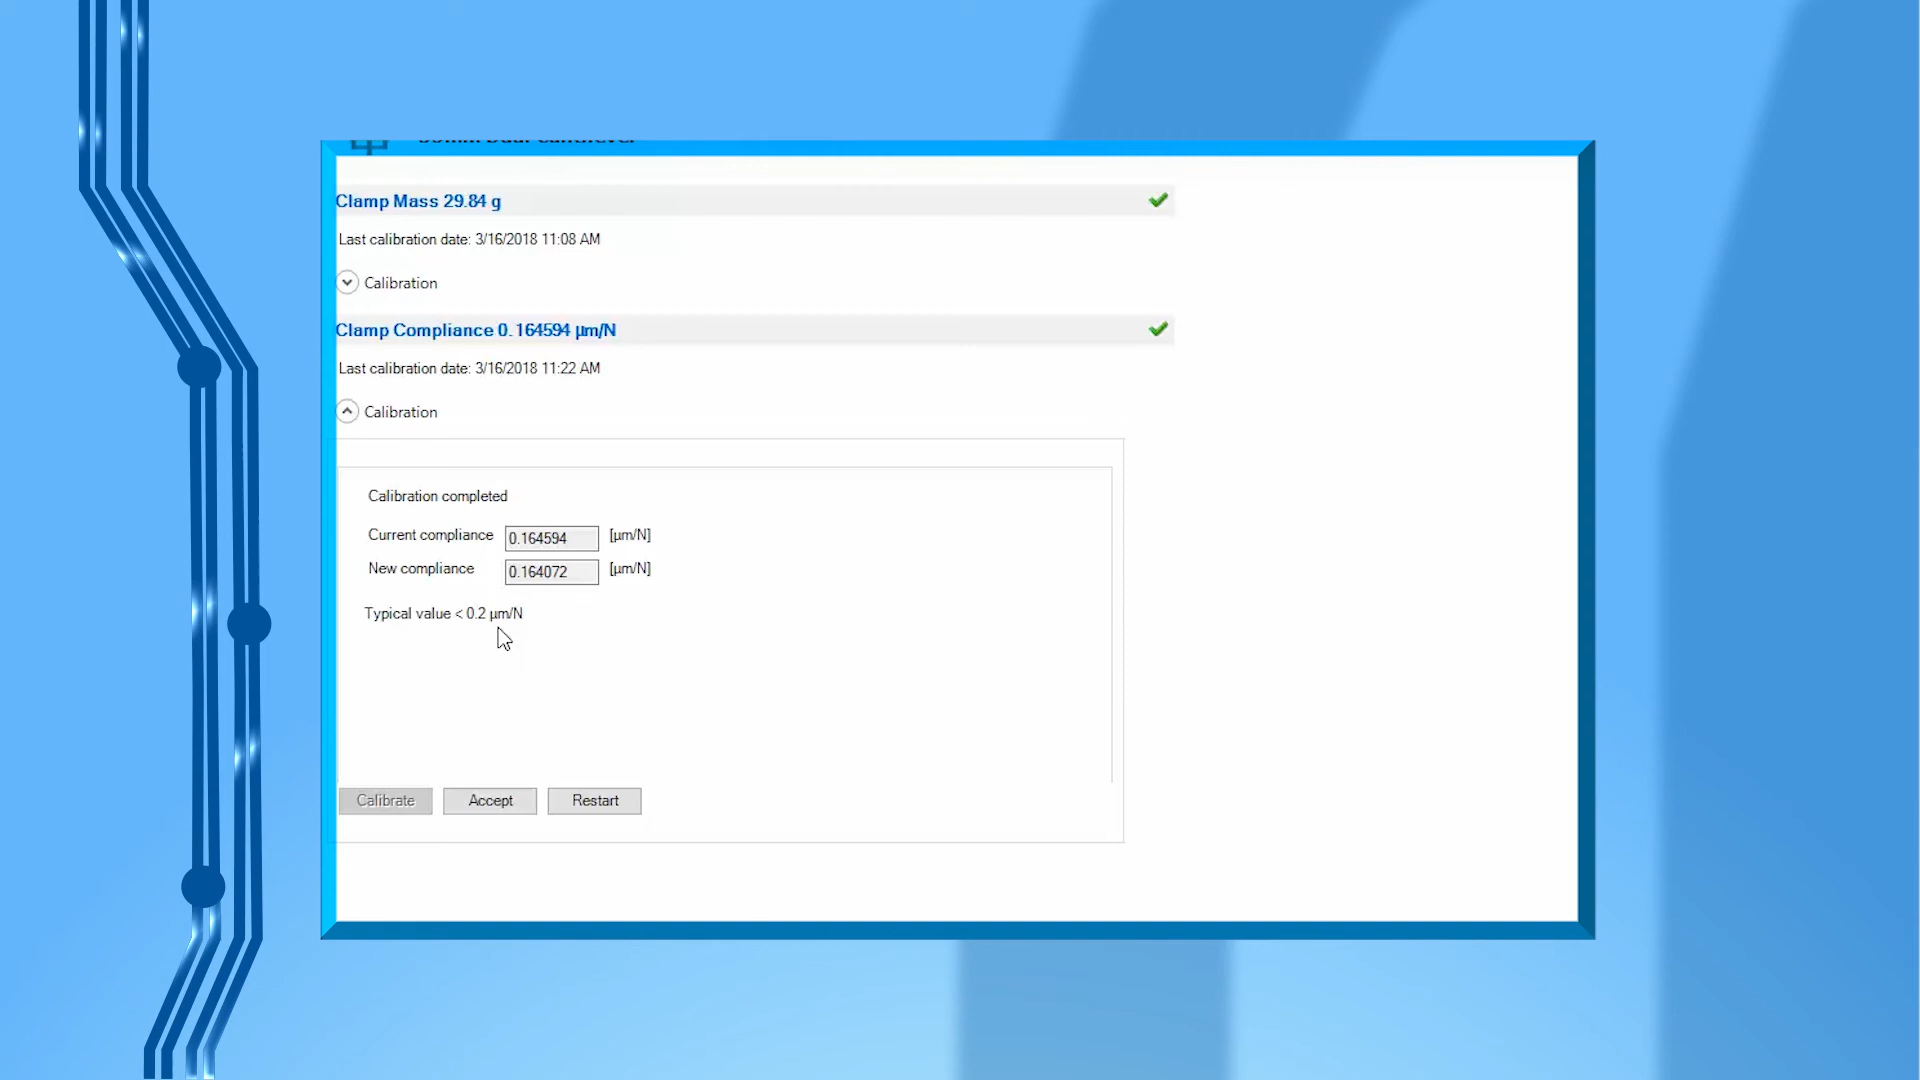 Clamp Mass 29.84 g
Last calibration date: 3/16/2018 11:08 AM
Calibration
Clamp Compliance 0.164594 µm/N
Last calibration date: 3/16/2018 11:22 AM
Calibration
Calibration completed
Current compliance 0.164594 [µm/N]
New compliance 0.164072 [µm/N]
Typical value < 0.2 µm/N
Calibrate Accept Restart